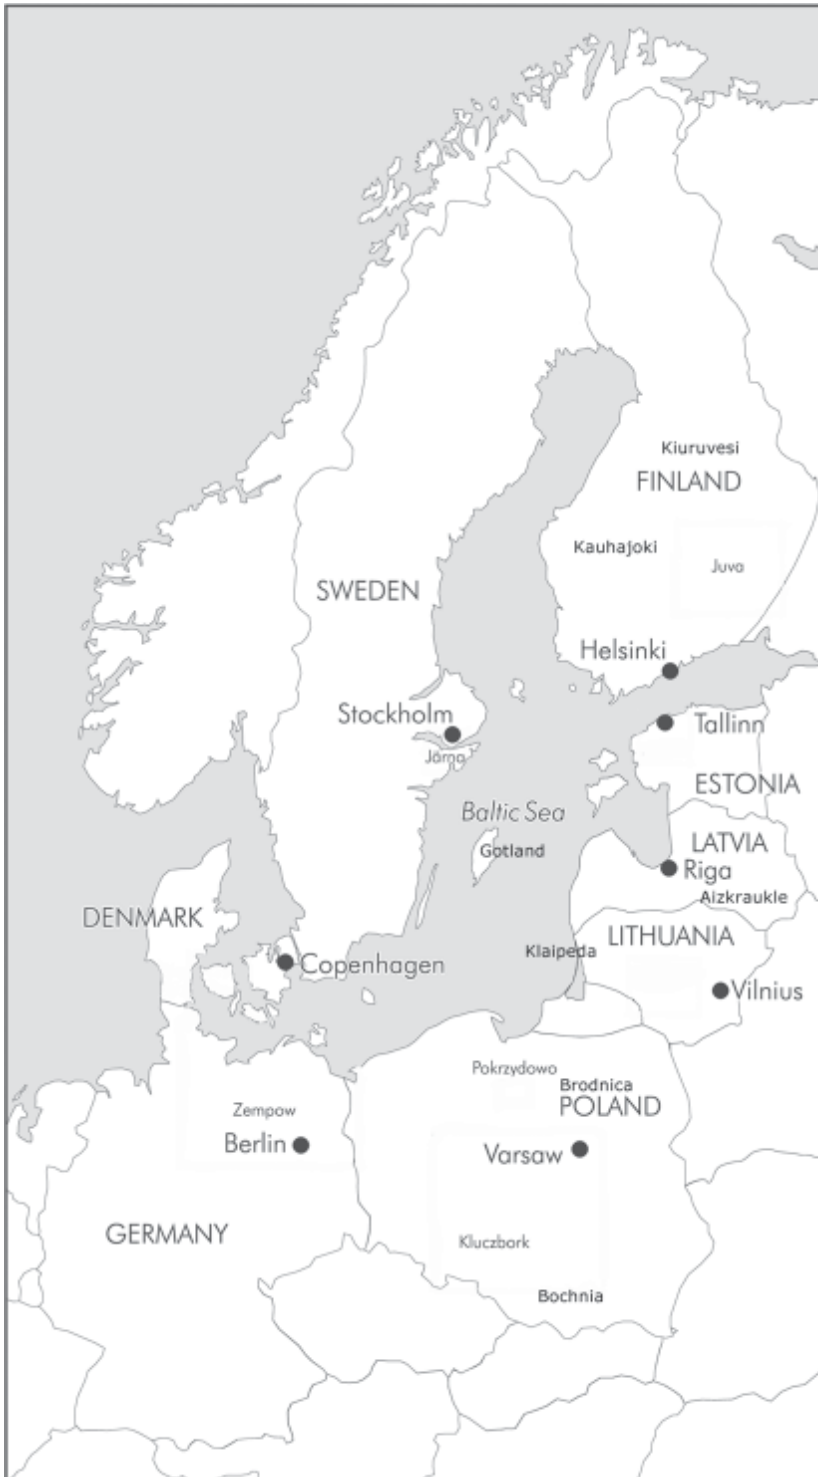 Kiuruvesi
FINLAND
Kauhajoki
Juva
SWEDEN
Helsinki
Stockholm
Tallinn
Järna
ESTONIA
Baltic Sea
LATVIA
Gotland
Riga
Aizkraukle
DENMARK
LITHUANIA
Klaipeda
Copenhagen
Vilnius
Pokrzydowo
Brodnica
POLAND
Zempow
Berlin
Varsaw
GERMANY
Kluczbork
Bochnia